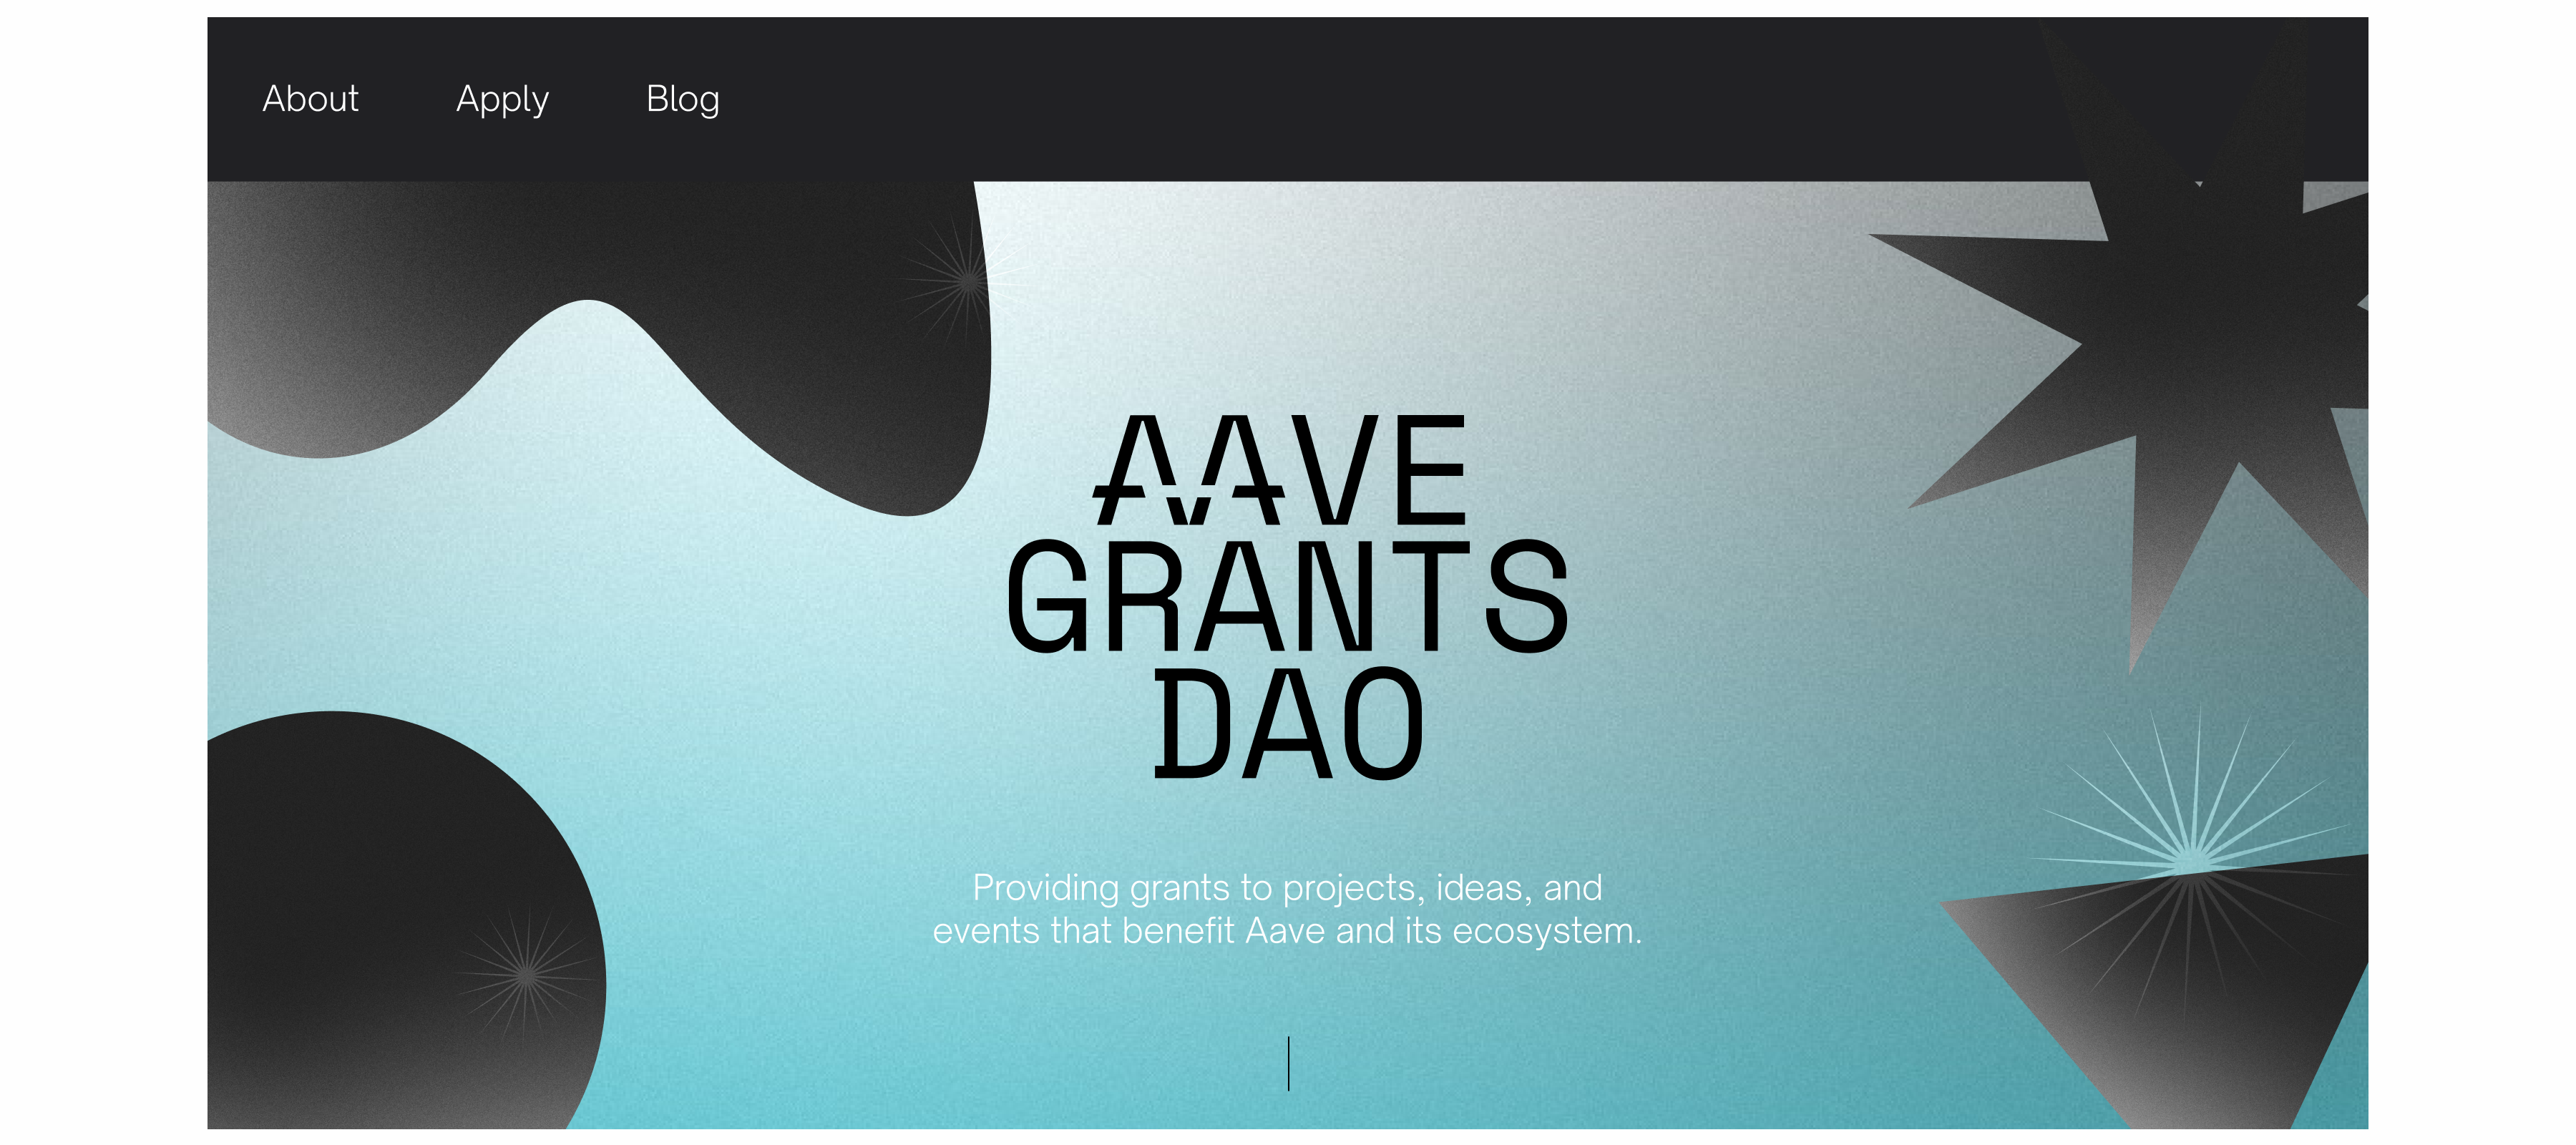 About Apply Blog
AAVE
GRANTS
DAO
Providing grants to projects, ideas, and
events that benefit Aave and its ecosystem.